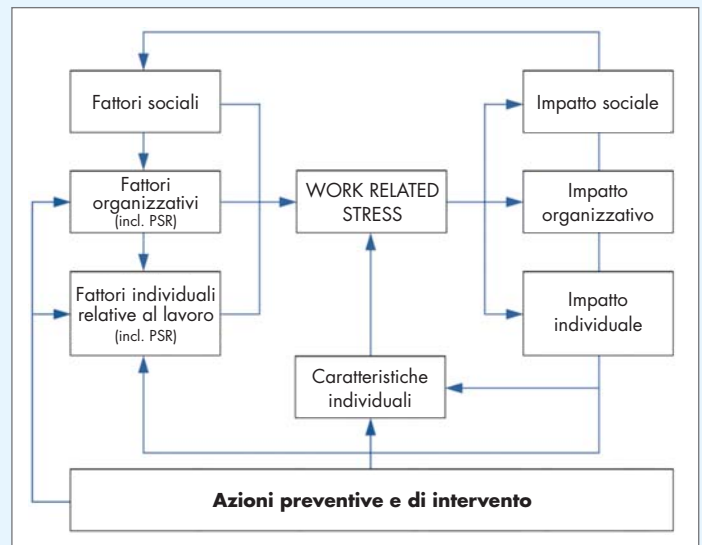 Fattori sociali
Impatto sociale
Fattori
organizzativi
(incl. PSR)
WORK RELATED
STRESS
Impatto
organizzativo
Fattori individuali
relative al lavoro
(incl. PSR)
Impatto
individuale
Caratteristiche
individuali
Azioni preventive e di intervento